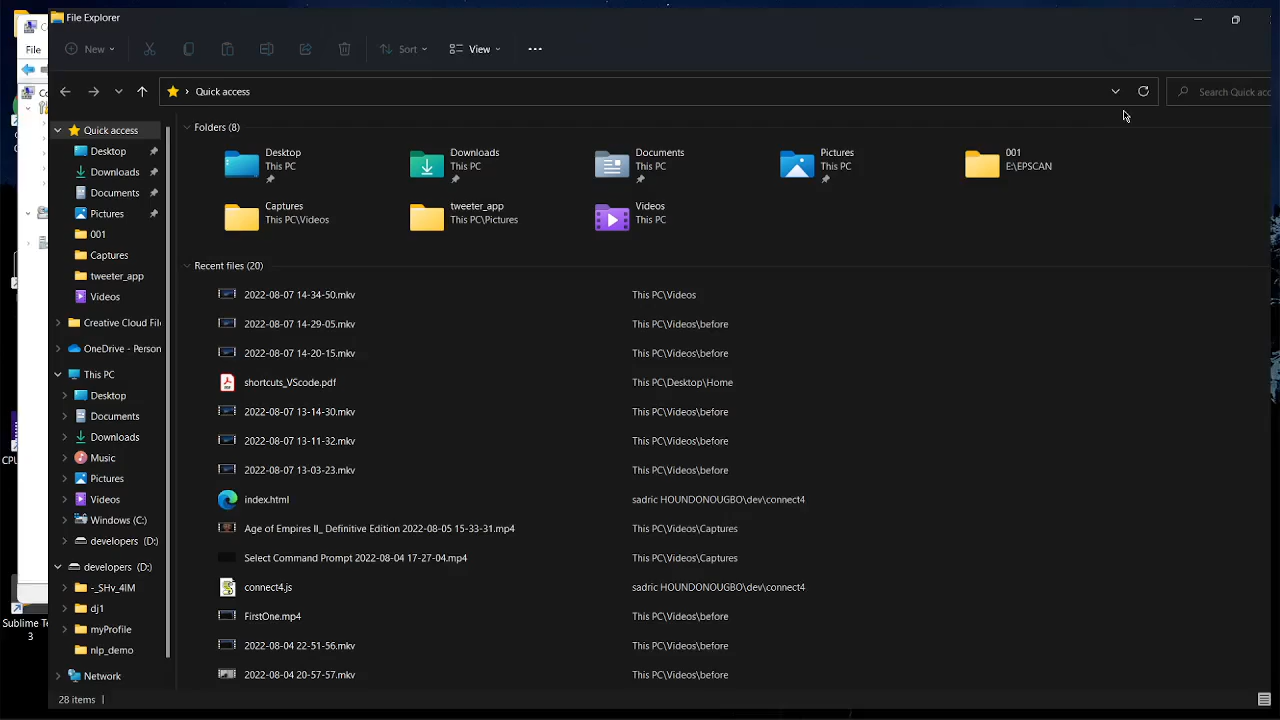 File Explorer
File
New
Sort
View
Quick access
Search Quick acc
Quick access
Desktop
Downloads
Documents
Pictures
001
Captures
tweeter_app
Videos
Creative Cloud File
OneDrive - Person
This PC
Desktop
Documents
Downloads
Music
Pictures
Videos
Windows (C:)
developers (D:)
developers (D:)
-_SHv_4IM
dj1
myProfile
nlp_demo
Network
Folders (8)
Desktop
This PC
Downloads
This PC
Documents
This PC
Pictures
This PC
001
E:\EPSCAN
Captures
This PC\Videos
tweeter_app
This PC\Pictures
Videos
This PC
Recent files (20)
2022-08-07 14-34-50.mkv This PC\Videos
2022-08-07 14-29-05.mkv This PC\Videos\before
2022-08-07 14-20-15.mkv This PC\Videos\before
shortcuts_VScode.pdf This PC\Desktop\Home
2022-08-07 13-14-30.mkv This PC\Videos\before
2022-08-07 13-11-32.mkv This PC\Videos\before
2022-08-07 13-03-23.mkv This PC\Videos\before
index.html sadric HOUNDONOUGBO\dev\connect4
Age of Empires II_ Definitive Edition 2022-08-05 15-33-31.mp4 This PC\Videos\Captures
Select Command Prompt 2022-08-04 17-27-04.mp4 This PC\Videos\Captures
connect4.js sadric HOUNDONOUGBO\dev\connect4
FirstOne.mp4 This PC\Videos\before
2022-08-04 22-51-56.mkv This PC\Videos\before
2022-08-04 20-57-57.mkv This PC\Videos\before
28 items
CPU
Sublime Te
3